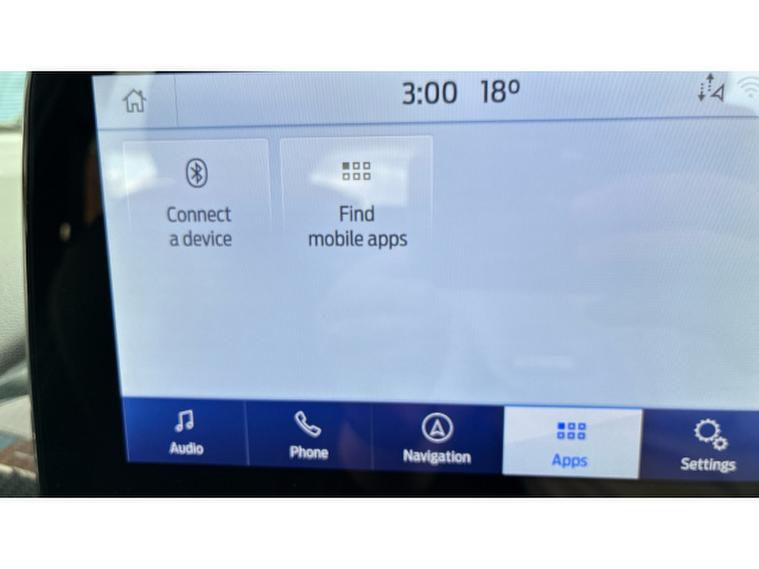 3:00 18°
Connect
a device
Find
mobile apps
Audio
Phone
Navigation
Apps
Settings